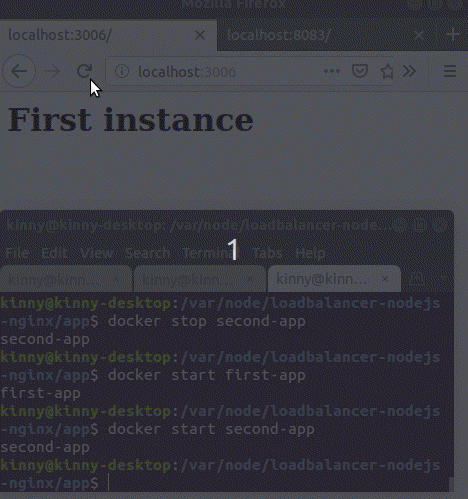 Mozilla Firefox
localhost:3006/
localhost:8083/
localhost:3006
First instance
kinny@kinny-desktop: /var/node/loadbalancer-node...
File Edit View Search Terminal Tabs Help
1
kinny@kinn... kinny@kinn... kinny@kinn...
kinny@kinny-desktop:/var/node/loadbalancer-nodejs
-nginx/app$ docker stop second-app
second-app
kinny@kinny-desktop:/var/node/loadbalancer-nodejs
-nginx/app$ docker start first-app
first-app
kinny@kinny-desktop:/var/node/loadbalancer-nodejs
-nginx/app$ docker start second-app
second-app
kinny@kinny-desktop:/var/node/loadbalancer-nodejs
-nginx/app$